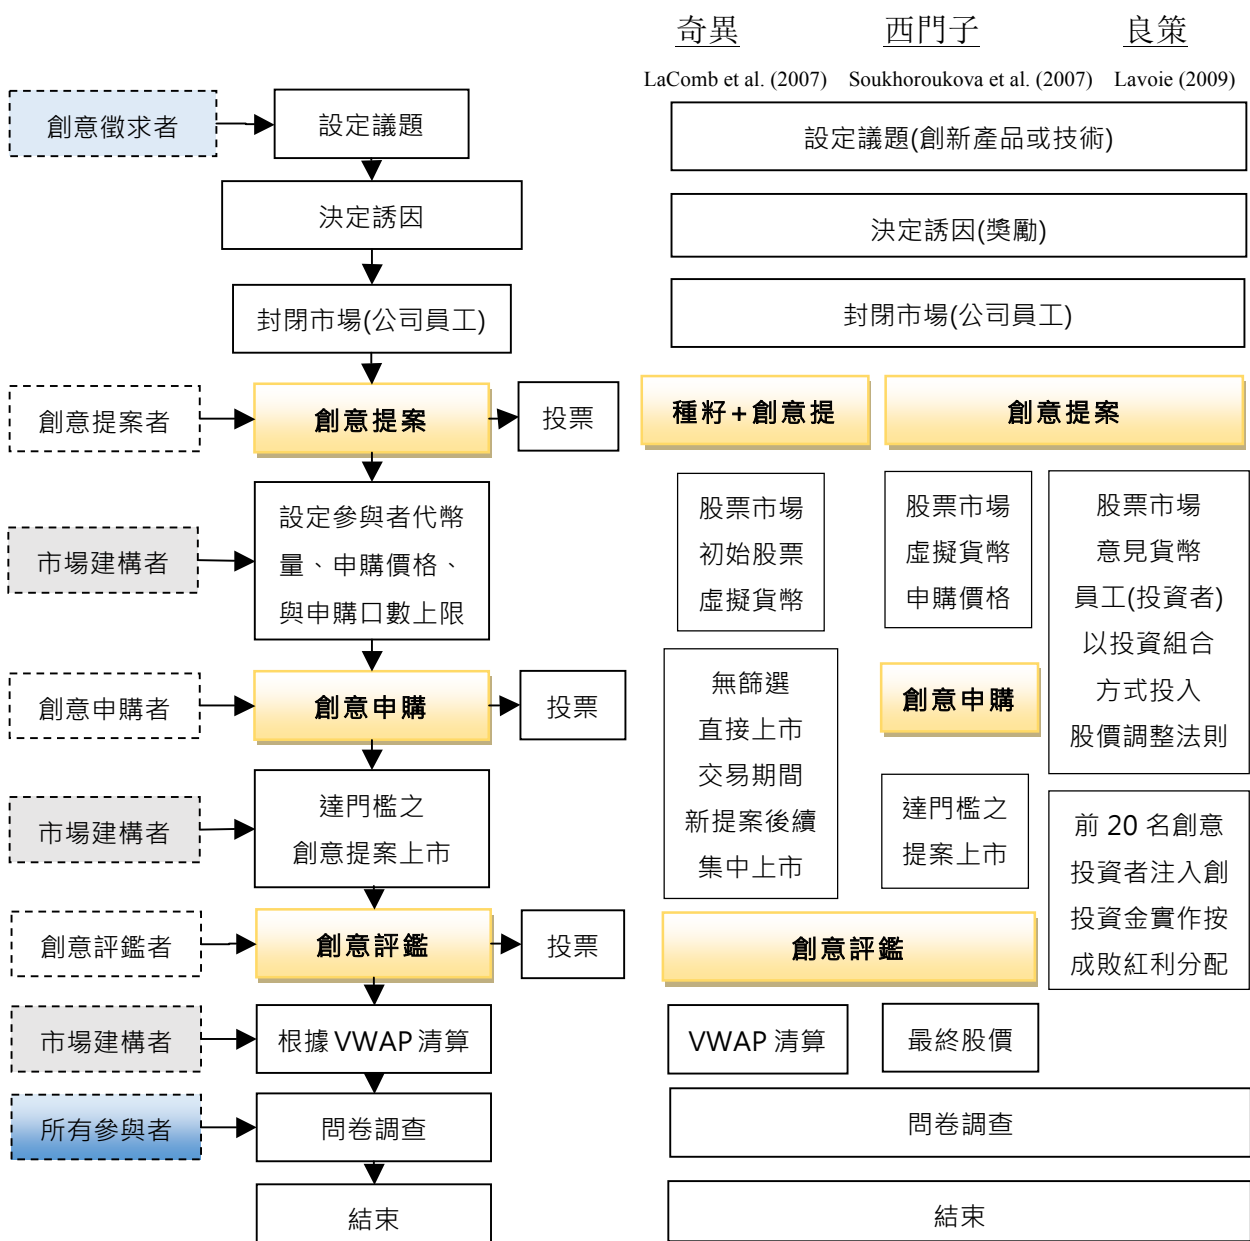 奇異
西門子
良策
LaComb et al. (2007)
Soukhoroukova et al. (2007)
Lavoie (2009)
創意徵求者
設定議題
設定議題(創新產品或技術)
決定誘因
決定誘因(獎勵)
封閉市場(公司員工)
封閉市場(公司員工)
創意提案者
創意提案
投票
種籽+創意提
創意提案
市場建構者
設定參與者代幣
量、申購價格、
與申購口數上限
股票市場
初始股票
虛擬貨幣
股票市場
虛擬貨幣
申購價格
股票市場
意見貨幣
員工(投資者)
以投資組合
方式投入
股價調整法則
創意申購者
創意申購
投票
無篩選
直接上市
交易期間
新提案後續
集中上市
創意申購
市場建構者
達門檻之
創意提案上市
達門檻之
提案上市
前 20 名創意
投資者注入創
投資金實作按
成敗紅利分配
創意評鑑者
創意評鑑
投票
創意評鑑
市場建構者
根據 VWAP 清算
VWAP 清算
最終股價
所有參與者
問卷調查
問卷調查
結束
結束